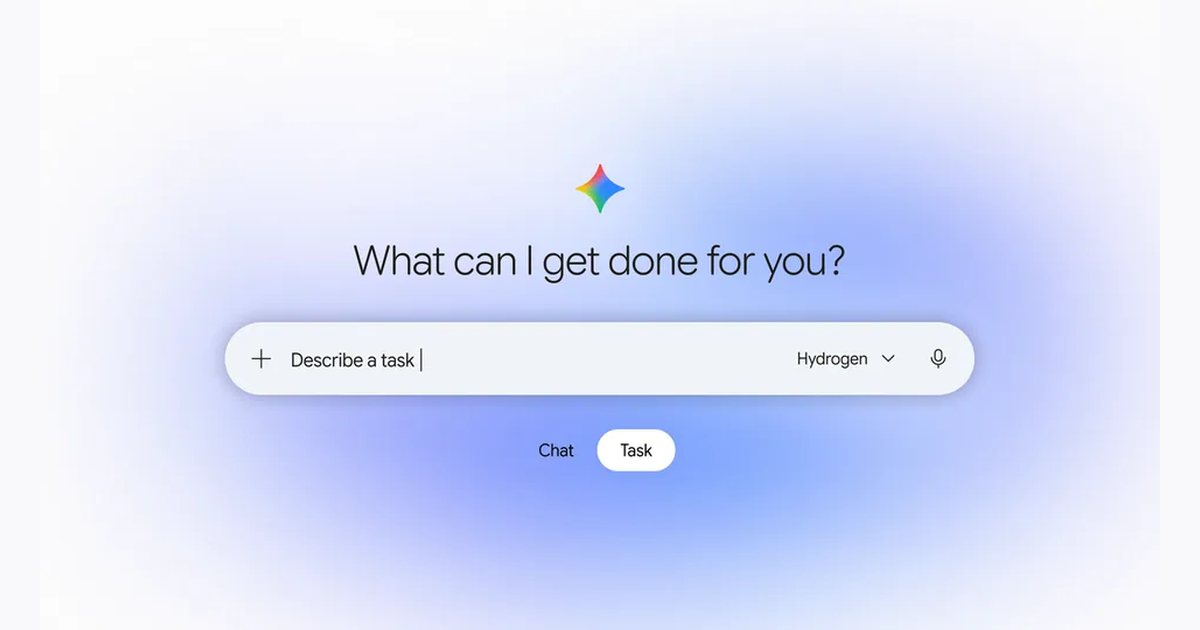 What can I get done for you?
Describe a task
Hydrogen
Chat
Task